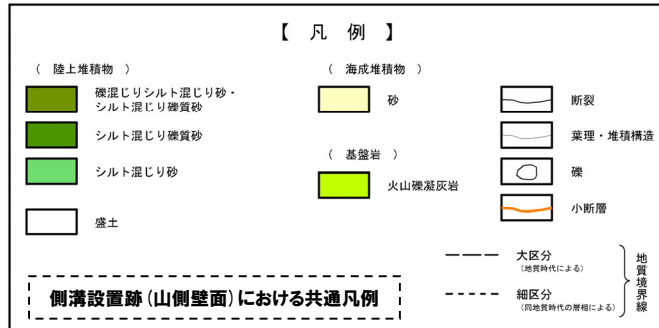 【 凡 例 】
（ 陸上堆積物 ）
礫混じりシルト混じり砂・
シルト混じり礫質砂
シルト混じり礫質砂
シルト混じり砂
盛土
（ 海成堆積物 ）
砂
（ 基盤岩 ）
火山礫凝灰岩
断裂
葉理・堆積構造
礫
小断層
大区分
（地質時代による）
細区分
（同地質時代の層相による）
地質境界線
側溝設置跡(山側壁面)における共通凡例